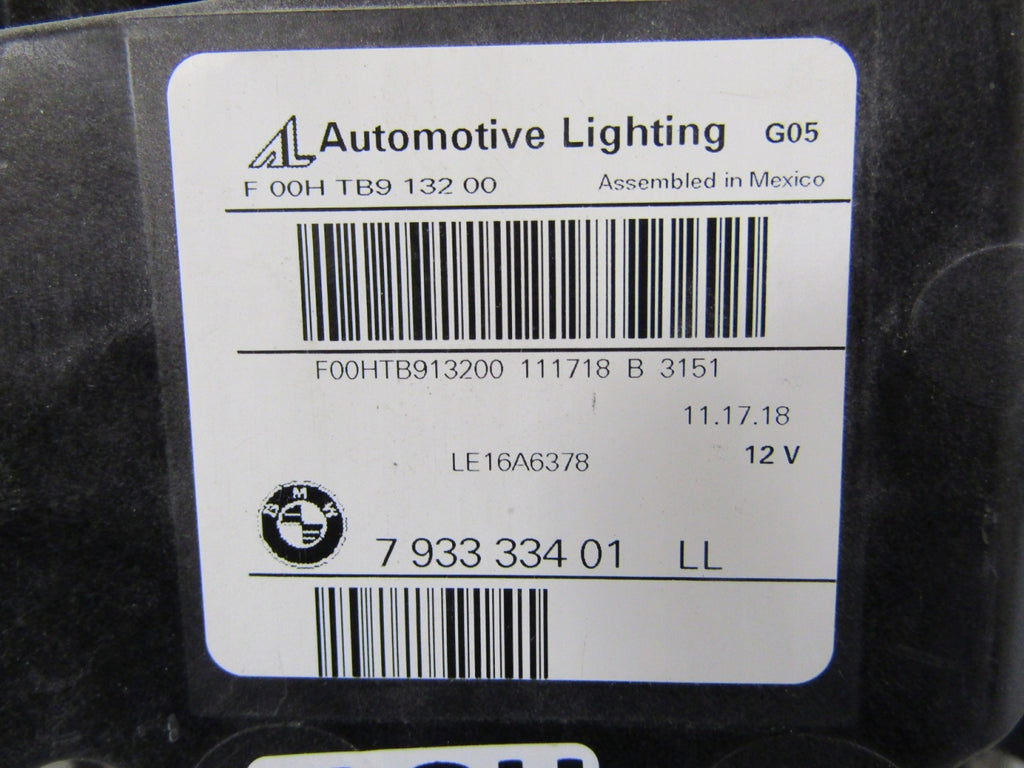 AL Automotive Lighting G05
F 00H TB9 132 00 Assembled in Mexico
F00HTB913200 111718 B 3151
11.17.18
LE16A6378 12 V
BMW
7 933 334 01 LL